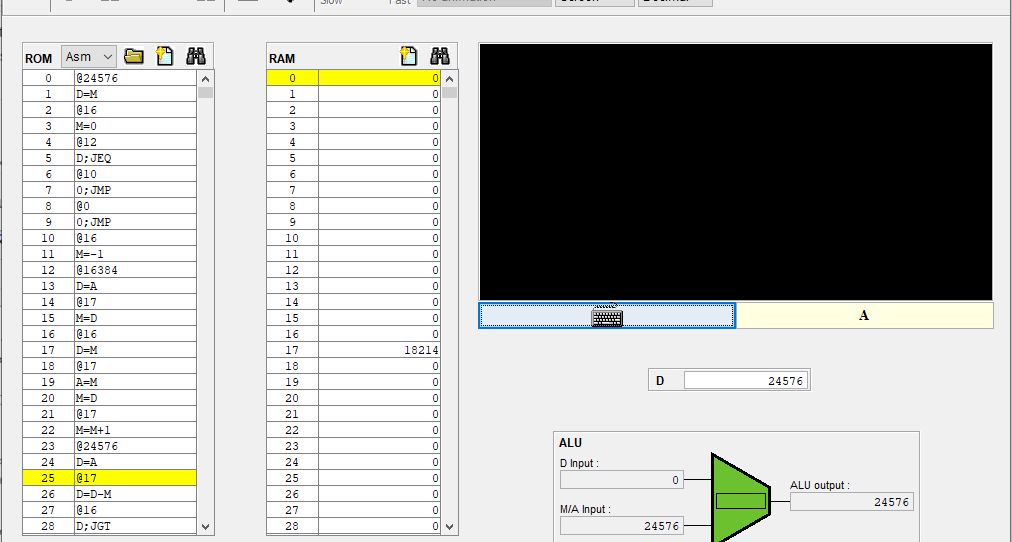 Slow Fast No animation Screen Decimal
ROM Asm
0 @24576
1 D=M
2 @16
3 M=0
4 @12
5 D;JEQ
6 @10
7 0;JMP
8 @0
9 0;JMP
10 @16
11 M=-1
12 @16384
13 D=A
14 @17
15 M=D
16 @16
17 D=M
18 @17
19 A=M
20 M=D
21 @17
22 M=M+1
23 @24576
24 D=A
25 @17
26 D=D-M
27 @16
28 D;JGT
RAM
0 0
1 0
2 0
3 0
4 0
5 0
6 0
7 0
8 0
9 0
10 0
11 0
12 0
13 0
14 0
15 0
16 0
17 18214
18 0
19 0
20 0
21 0
22 0
23 0
24 0
25 0
26 0
27 0
28 0
A
D 24576
ALU
D Input :
0
M/A Input :
24576
ALU output :
24576